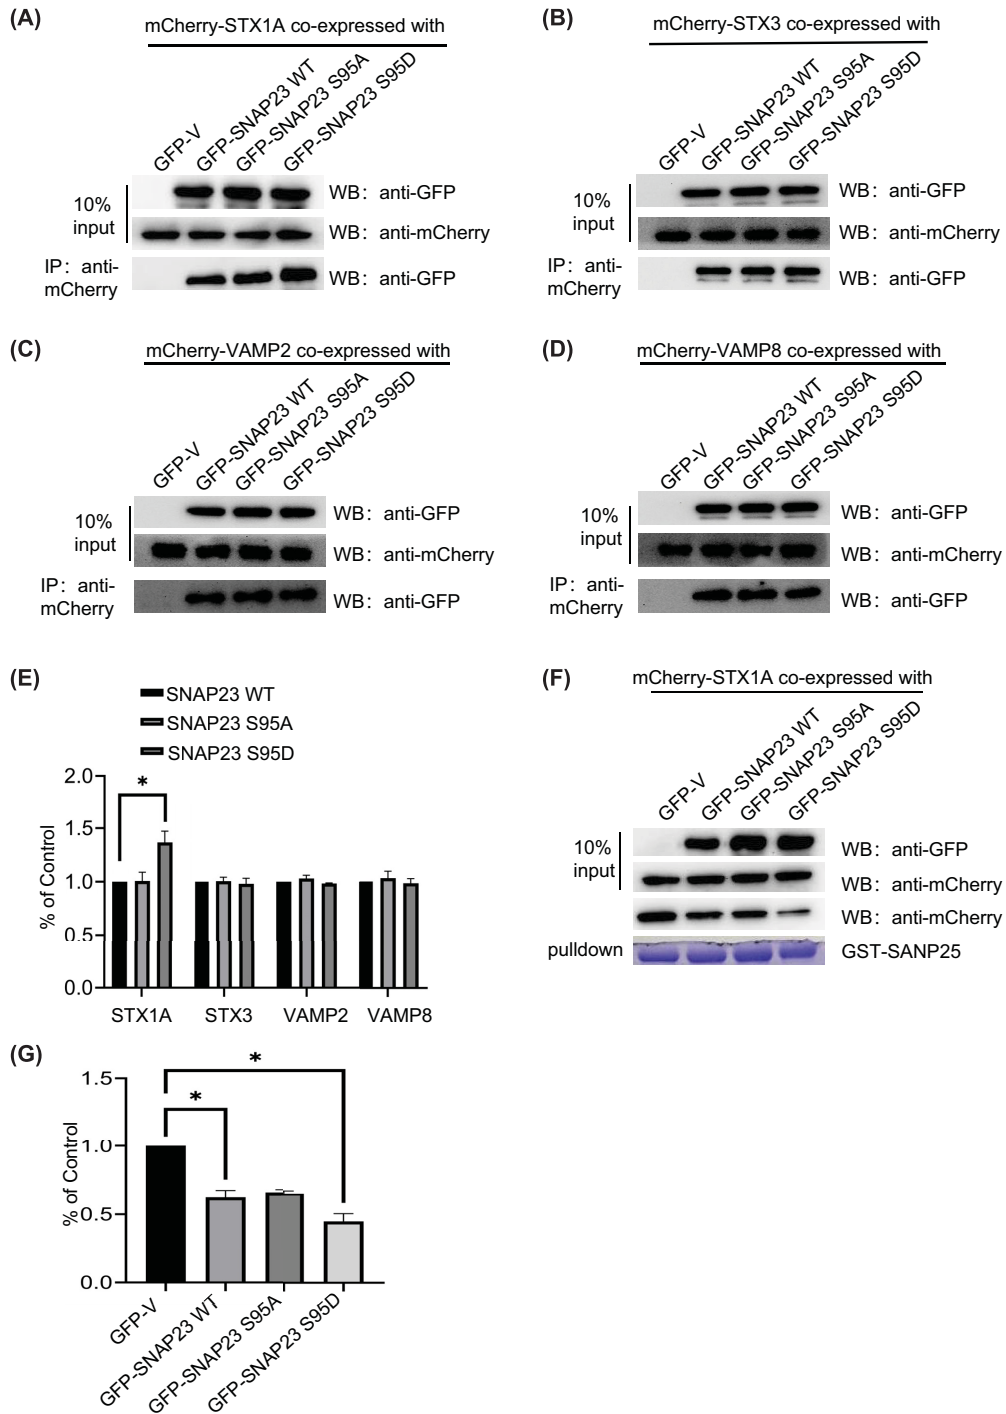 (A)
mCherry-STX1A co-expressed with
GFP-V
GFP-SNAP23 WT
GFP-SNAP23 S95A
GFP-SNAP23 S95D
10%
input
WB: anti-GFP
WB: anti-mCherry
IP: anti-
mCherry
WB: anti-GFP
(B)
mCherry-STX3 co-expressed with
GFP-V
GFP-SNAP23 WT
GFP-SNAP23 S95A
GFP-SNAP23 S95D
10%
input
WB: anti-GFP
WB: anti-mCherry
IP: anti-
mCherry
WB: anti-GFP
(C)
mCherry-VAMP2 co-expressed with
GFP-V
GFP-SNAP23 WT
GFP-SNAP23 S95A
GFP-SNAP23 S95D
10%
input
WB: anti-GFP
WB: anti-mCherry
IP: anti-
mCherry
WB: anti-GFP
(D)
mCherry-VAMP8 co-expressed with
GFP-V
GFP-SNAP23 WT
GFP-SNAP23 S95A
GFP-SNAP23 S95D
10%
input
WB: anti-GFP
WB: anti-mCherry
IP: anti-
mCherry
WB: anti-GFP
(E)
SNAP23 WT
SNAP23 S95A
SNAP23 S95D
% of Control
2.0
1.5
1.0
0.5
0.0
*
STX1A STX3 VAMP2 VAMP8
(F)
mCherry-STX1A co-expressed with
GFP-V
GFP-SNAP23 WT
GFP-SNAP23 S95A
GFP-SNAP23 S95D
10%
input
WB: anti-GFP
WB: anti-mCherry
WB: anti-mCherry
pulldown
GST-SANP25
(G)
% of Control
1.5
1.0
0.5
0.0
*
*
GFP-V
GFP-SNAP23 WT
GFP-SNAP23 S95A
GFP-SNAP23 S95D